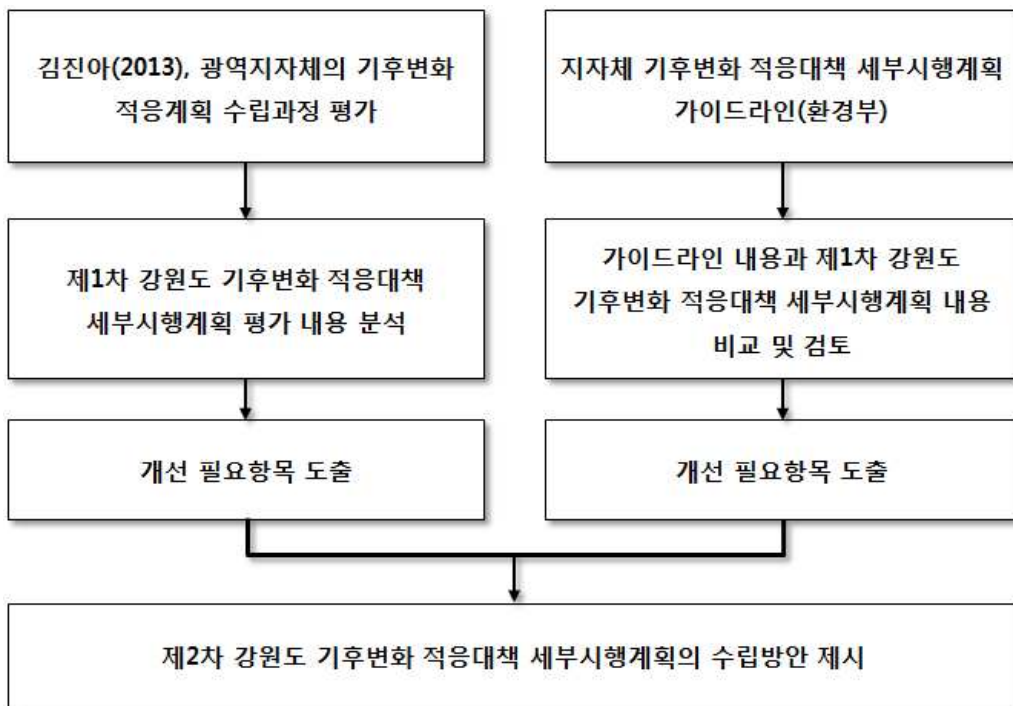 김진아(2013), 광역지자체의 기후변화
적응계획 수립과정 평가
지자체 기후변화 적응대책 세부시행계획
가이드라인(환경부)
제1차 강원도 기후변화 적응대책
세부시행계획 평가 내용 분석
가이드라인 내용과 제1차 강원도
기후변화 적응대책 세부시행계획 내용
비교 및 검토
개선 필요항목 도출
개선 필요항목 도출
제2차 강원도 기후변화 적응대책 세부시행계획의 수립방안 제시